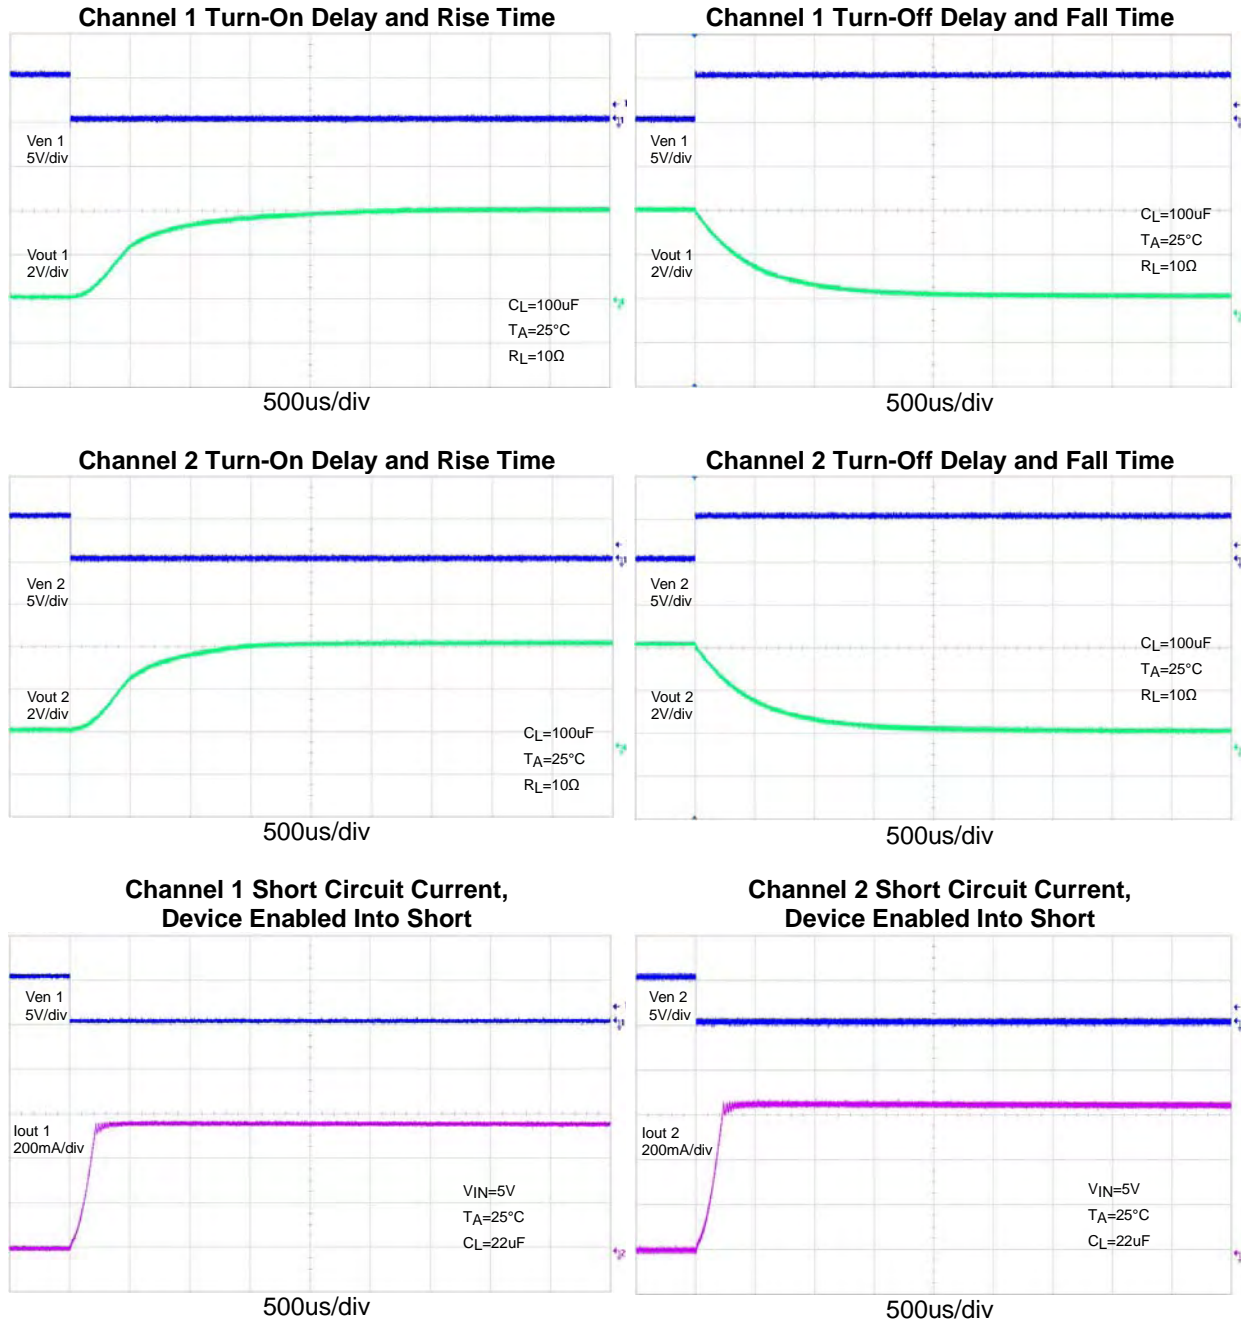 Channel 1 Turn-On Delay and Rise Time
Ven 1
5V/div
Vout 1
2V/div
CL=100uF
TA=25°C
RL=10Ω
500us/div
Channel 1 Turn-Off Delay and Fall Time
Ven 1
5V/div
Vout 1
2V/div
CL=100uF
TA=25°C
RL=10Ω
500us/div
Channel 2 Turn-On Delay and Rise Time
Ven 2
5V/div
Vout 2
2V/div
CL=100uF
TA=25°C
RL=10Ω
500us/div
Channel 2 Turn-Off Delay and Fall Time
Ven 2
5V/div
Vout 2
2V/div
CL=100uF
TA=25°C
RL=10Ω
500us/div
Channel 1 Short Circuit Current,
Device Enabled Into Short
Ven 1
5V/div
Iout 1
200mA/div
VIN=5V
TA=25°C
CL=22uF
500us/div
Channel 2 Short Circuit Current,
Device Enabled Into Short
Ven 2
5V/div
Iout 2
200mA/div
VIN=5V
TA=25°C
CL=22uF
500us/div